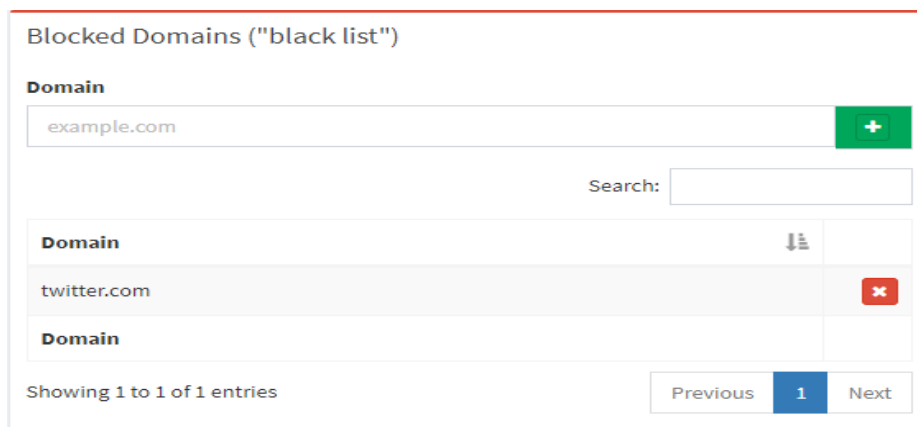 Blocked Domains ("black list")
Domain
example.com
Search:
Domain
twitter.com
Domain
Showing 1 to 1 of 1 entries
Previous 1 Next